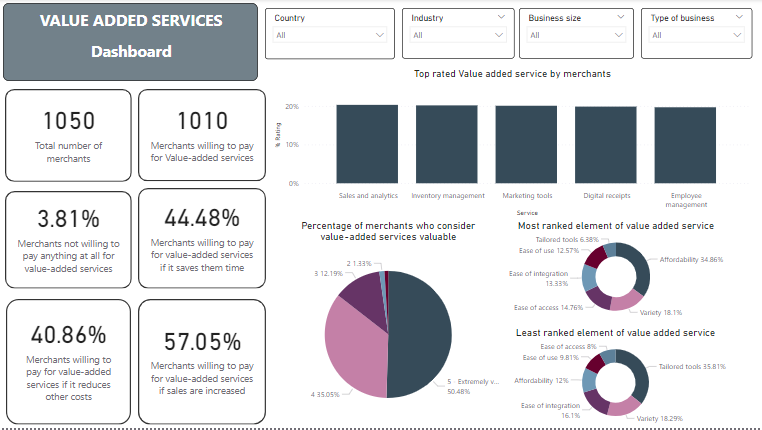 VALUE ADDED SERVICES
Dashboard
Country
All
Industry
All
Business size
All
Type of business
All
1050
Total number of
merchants
1010
Merchants willing to pay
for Value-added services
3.81%
Merchants not willing to
pay anything at all for
value-added services
44.48%
Merchants willing to pay
for value-added services
if it saves them time
40.86%
Merchants willing to
pay for value-added
services if it reduces
other costs
57.05%
Merchants willing to pay
for value-added services
if sales are increased
Top rated Value added service by merchants
% Rating
20%
10%
0%
Sales and analytics
Inventory management
Marketing tools
Digital receipts
Employee
management
Service
Percentage of merchants who consider
value-added services valuable
2 1.33%
3 12.19%
4 35.05%
5 - Extremely v...
50.48%
Most ranked element of value added service
Tailored tools 6.38%
Ease of use 12.57%
Ease of integration
13.33%
Ease of access 14.76%
Affordability 34.86%
Variety 18.1%
Least ranked element of value added service
Ease of access 8%
Ease of use 9.81%
Affordability 12%
Ease of integration
16.1%
Tailored tools 35.81%
Variety 18.29%